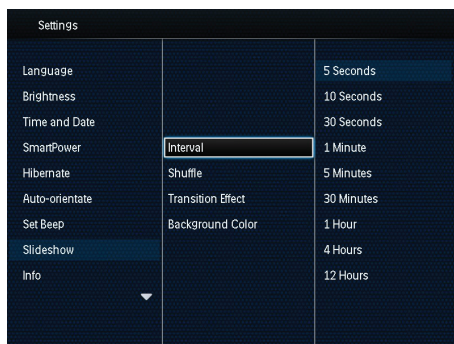 Settings
Language
Brightness
Time and Date
SmartPower
Hibernate
Auto-orientate
Set Beep
Slideshow
Info
Interval
Shuffle
Transition Effect
Background Color
5 Seconds
10 Seconds
30 Seconds
1 Minute
5 Minutes
30 Minutes
1 Hour
4 Hours
12 Hours